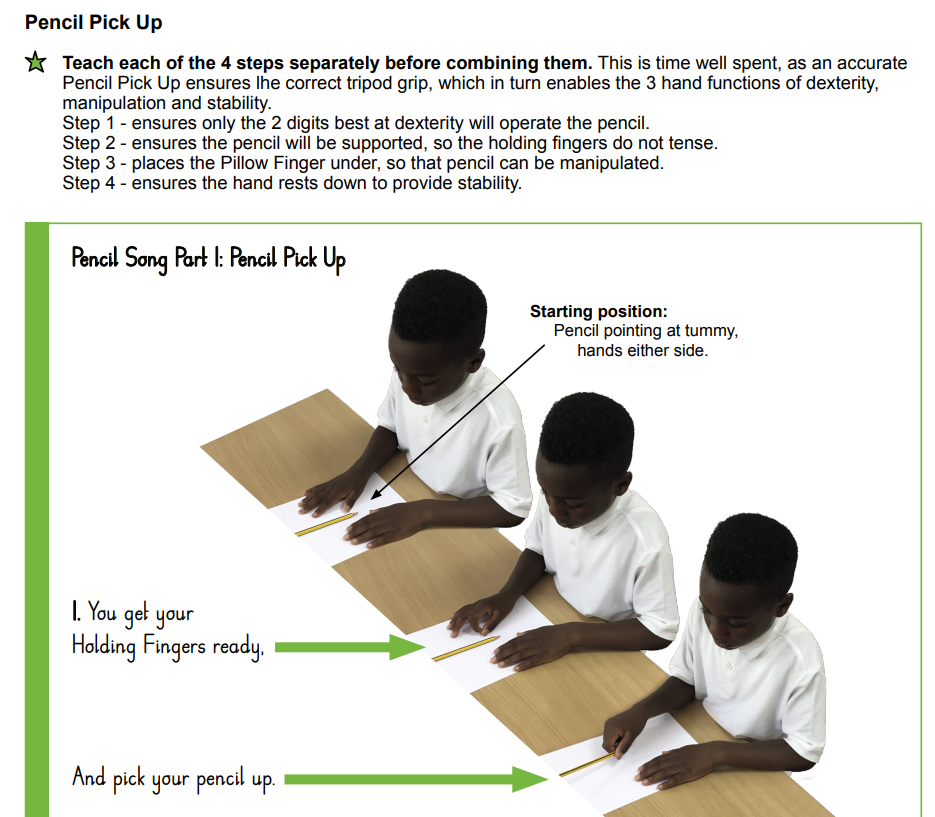 Pencil Pick Up
Teach each of the 4 steps separately before combining them. This is time well spent, as an accurate
Pencil Pick Up ensures lhe correct tripod grip, which in turn enables the 3 hand functions of dexterity,
manipulation and stability.
Step 1 - ensures only the 2 digits best at dexterity will operate the pencil.
Step 2 - ensures the pencil will be supported, so the holding fingers do not tense.
Step 3 - places the Pillow Finger under, so that pencil can be manipulated.
Step 4 - ensures the hand rests down to provide stability.
Pencil Song Part 1: Pencil Pick Up
Starting position:
Pencil pointing at tummy,
hands either side.
1. You get your
Holding Fingers ready,
And pick your pencil up.